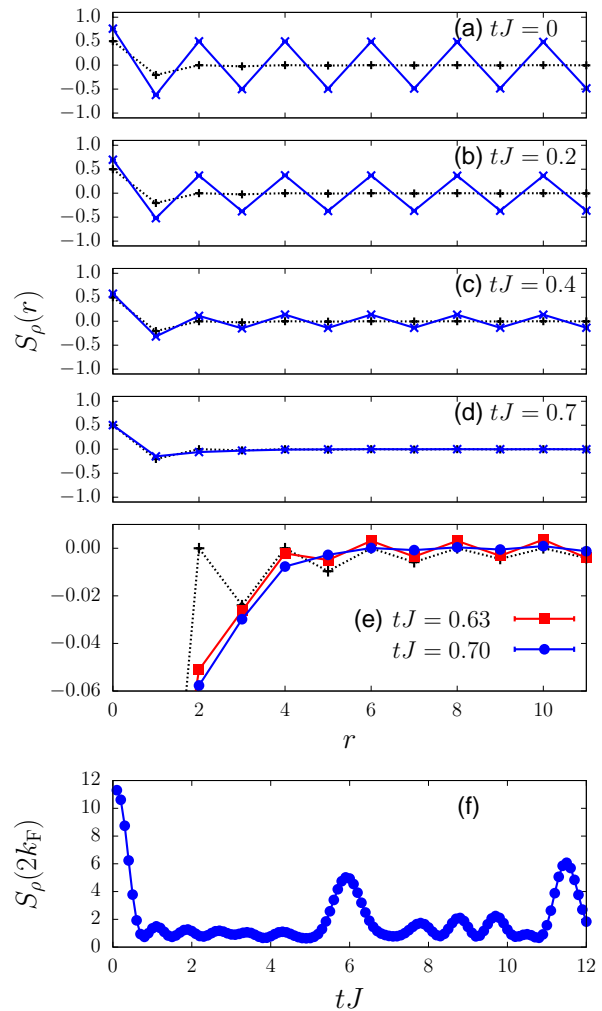 1.0
0.5
0.0
−0.5
−1.0
(a) tJ = 0
1.0
0.5
0.0
−0.5
−1.0
(b) tJ = 0.2
S_ρ(r)
1.0
0.5
0.0
−0.5
−1.0
(c) tJ = 0.4
1.0
0.5
0.0
−0.5
−1.0
(d) tJ = 0.7
0.00
−0.02
−0.04
−0.06
(e) tJ = 0.63
tJ = 0.70
0 2 4 6 8 10
r
S_ρ(2k_F)
12
10
8
6
4
2
0
(f)
0 2 4 6 8 10 12
tJ